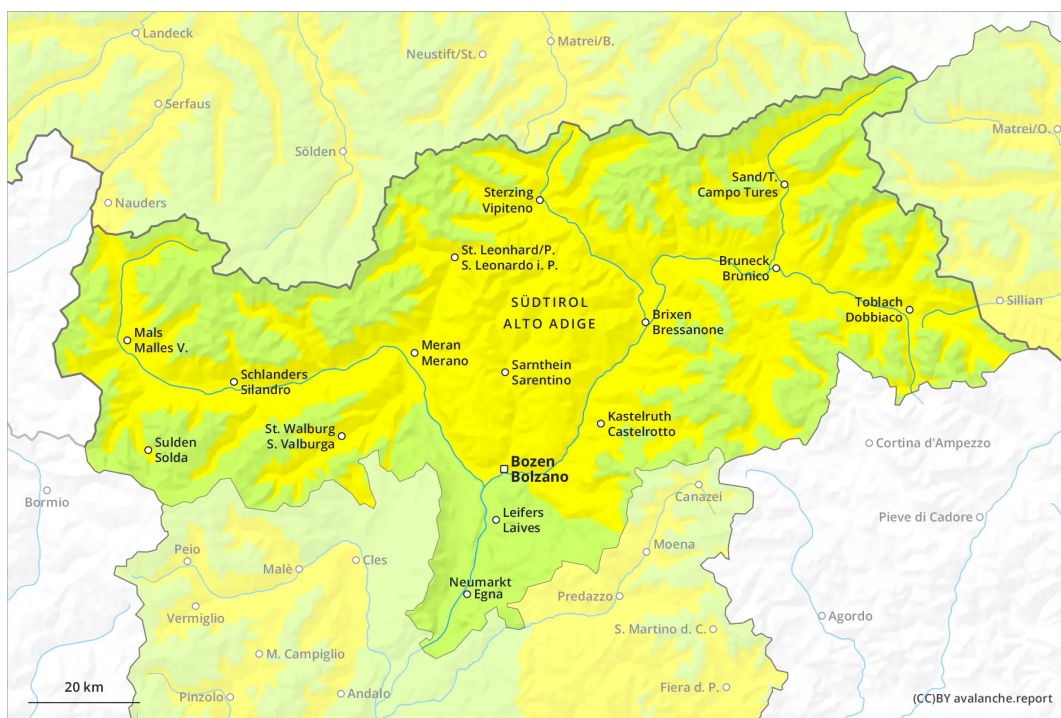 Landeck
Matrei/B.
Neustift/St.
Serfaus
Matrei/O.
Sölden
Sand/T.
Campo Tures
Sterzing
Vipiteno
Nauders
St. Leonhard/P.
S. Leonardo i. P.
Bruneck
Brunico
SÜDTIROL
ALTO ADIGE
Toblach
Dobbiaco
Sillian
Brixen
Bressanone
Mals
Malles V.
Meran
Merano
Sarnthein
Sarentino
Schlanders
Silandro
Kastelruth
Castelrotto
St. Walburg
S. Valburga
Sulden
Solda
Cortina d'Ampezzo
Bozen
Bolzano
Bormio
Canazei
Leifers
Laives
Pieve di Cadore
Peio
Moena
Cles
Malè
Neumarkt
Egna
Predazzo
Vermiglio
Agordo
S. Martino d. C.
M. Campiglio
20 km
Pinzolo
Andalo
Fiera d. P.
(CC)BY avalanche.report